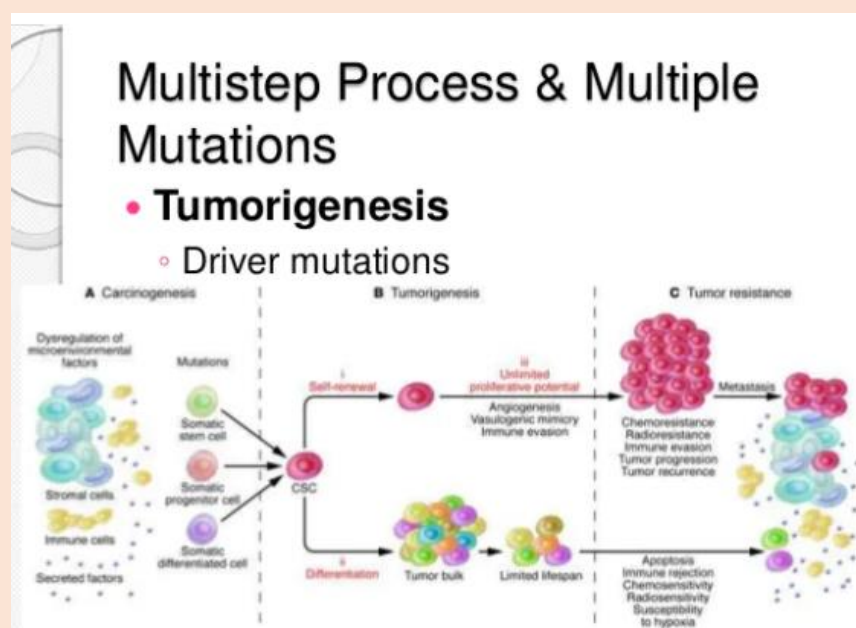 Multistep Process & Multiple
Mutations
Tumorigenesis
Driver mutations
A Carcinogenesis
Dysregulation of
microenvironmental
factors
Stromal cells
Immune cells
Secreted factors
Mutations
Somatic
stem cell
Somatic
progenitor cell
Somatic
differentiated cell
B Tumorigenesis
CSC
i
Self-renewal
iii
Unlimited
proliferative potential
Angiogenesis
Vasulogenic mimicry
Immune evasion
ii
Differentiation
Tumor bulk
Limited lifespan
C Tumor resistance
Chemoresistance
Radioresistance
Immune evasion
Tumor progression
Tumor recurrence
Metastasis
Apoptosis
Immune rejection
Chemosensitivity
Radiosensitivity
Susceptibility
to hypoxia